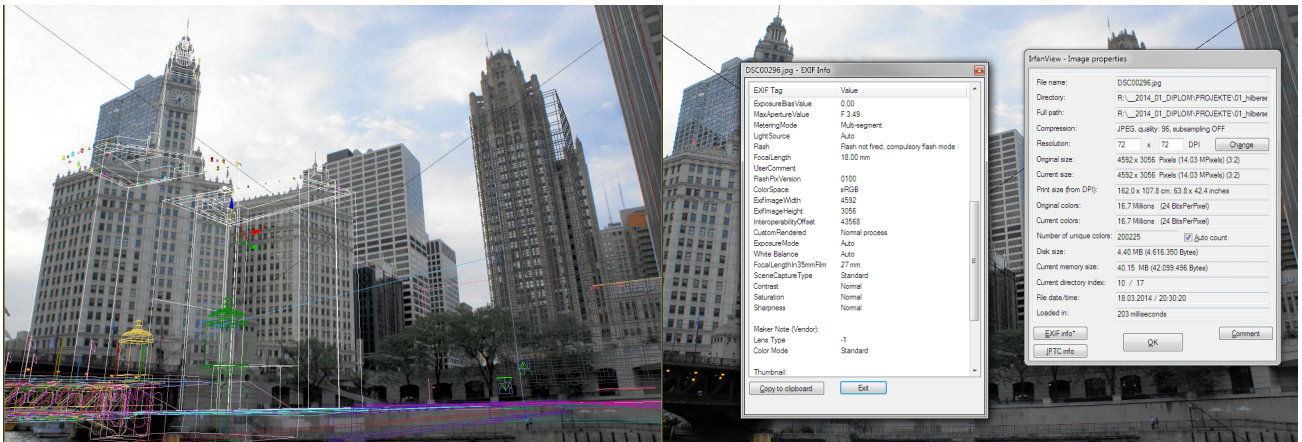 DSC00296.jpg - EXIF Info
EXIF Tag Value
ExposureBiasValue 0.00
MaxApertureValue F 3.49
MeteringMode Multi-segment
LightSource Auto
Flash Flash not fired, compulsory flash mode
FocalLength 18.00 mm
UserComment
FlashPixVersion 0100
ColorSpace sRGB
ExifImageWidth 4592
ExifImageHeight 3056
InteroperabilityOffset 43568
CustomRendered Normal process
ExposureMode Auto
White Balance Auto
FocalLengthIn35mmFilm 27 mm
SceneCaptureType Standard
Contrast Normal
Saturation Normal
Sharpness Normal
Maker Note (Vendor):
Lens Type -1
Color Mode Standard
Thumbnail:
Copy to clipboard Exit
IrfanView - Image properties
File name: DSC00296.jpg
Directory: R:\__2014_01_DIPLOM\PROJEKTE\01_hilberse
Full path: R:\__2014_01_DIPLOM\PROJEKTE\01_hilberse
Compression: JPEG, quality: 96, subsampling OFF
Resolution: 72 x 72 DPI Change
Original size: 4592 x 3056 Pixels (14.03 MPixels) (3:2)
Current size: 4592 x 3056 Pixels (14.03 MPixels) (3:2)
Print size (from DPI): 162.0 x 107.8 cm; 63.8 x 42.4 inches
Original colors: 16,7 Millions (24 BitsPerPixel)
Current colors: 16,7 Millions (24 BitsPerPixel)
Number of unique colors: 200225 Auto count
Disk size: 4.40 MB (4.616.350 Bytes)
Current memory size: 40.15 MB (42.099.496 Bytes)
Current directory index: 10 / 17
File date/time: 18.03.2014 / 20:30:20
Loaded in: 203 milliseconds
EXIF info* OK Comment
IPTC info